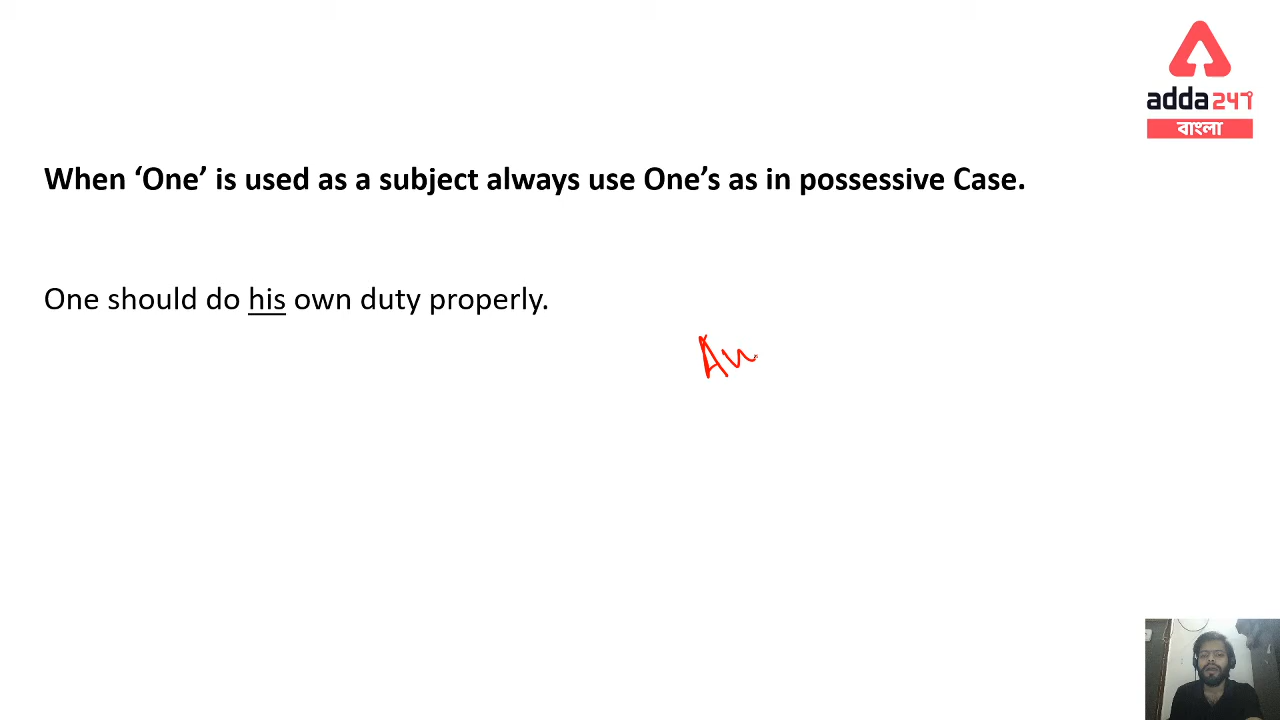 adda247
বাংলা
When ‘One’ is used as a subject always use One’s as in possessive Case.
One should do his own duty properly.